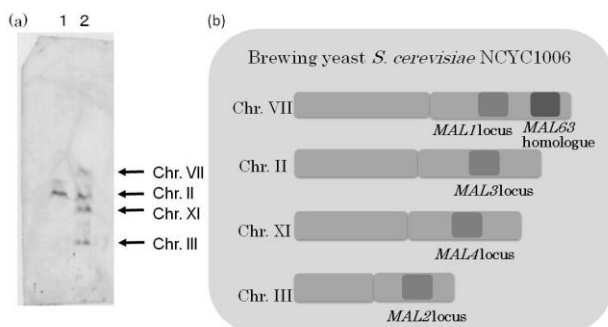 (a)
1 2
Chr. VII
Chr. II
Chr. XI
Chr. III
(b)
Brewing yeast S. cerevisiae NCYC1006
Chr. VII
MAL1 locus
MAL63
homologue
Chr. II
MAL3 locus
Chr. XI
MAL4 locus
Chr. III
MAL2 locus